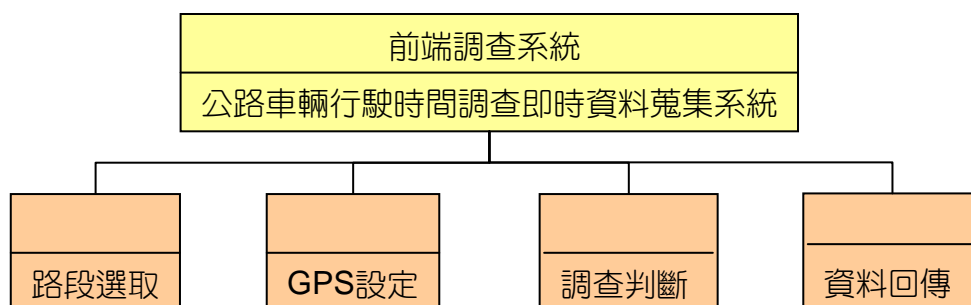 前端調查系統
公路車輛行駛時間調查即時資料蒐集系統
路段選取
GPS設定
調查判斷
資料回傳